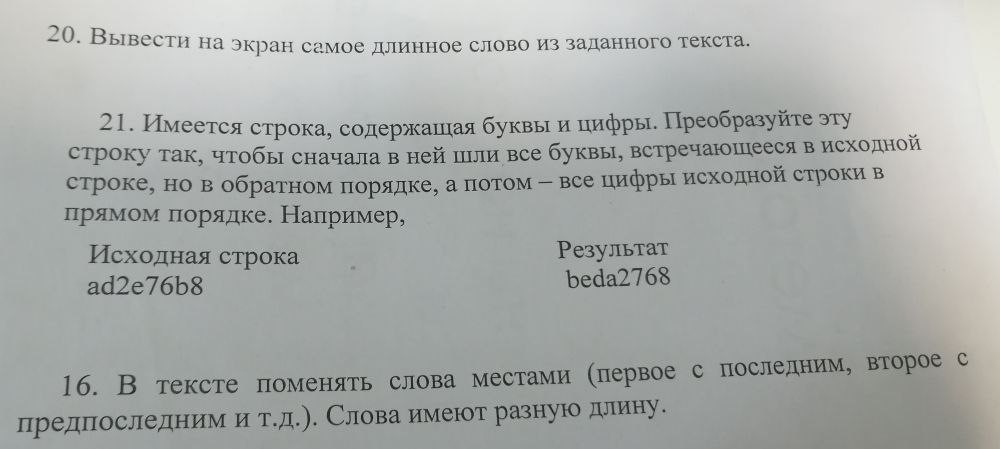 20. Вывести на экран самое длинное слово из заданного текста.
21. Имеется строка, содержащая буквы и цифры. Преобразуйте эту
строку так, чтобы сначала в ней шли все буквы, встречающееся в исходной
строке, но в обратном порядке, а потом – все цифры исходной строки в
прямом порядке. Например,
Исходная строка Результат
ad2e76b8 beda2768
16. В тексте поменять слова местами (первое с последним, второе с
предпоследним и т.д.). Слова имеют разную длину.